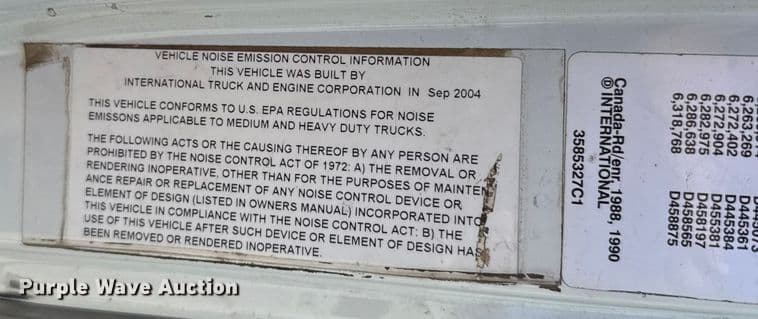 VEHICLE NOISE EMISSION CONTROL INFORMATION
THIS VEHICLE WAS BUILT BY
INTERNATIONAL TRUCK AND ENGINE CORPORATION IN Sep 2004
THIS VEHICLE CONFORMS TO U.S. EPA REGULATIONS FOR NOISE
EMISSONS APPLICABLE TO MEDIUM AND HEAVY DUTY TRUCKS.
THE FOLLOWING ACTS OR THE CAUSING THEREOF BY ANY PERSON ARE
PROHIBITED BY THE NOISE CONTROL ACT OF 1972: A) THE REMOVAL OR
RENDERING INOPERATIVE, OTHER THAN FOR THE PURPOSES OF MAINTE
ANCE REPAIR OR REPLACEMENT OF ANY NOISE CONTROL DEVICE OR
ELEMENT OF DESIGN (LISTED IN OWNERS MANUAL) INCORPORATED INTO
THIS VEHICLE IN COMPLIANCE WITH THE NOISE CONTROL ACT: B) THE
USE OF THIS VEHICLE AFTER SUCH DEVICE OR ELEMENT OF DESIGN HAS
BEEN REMOVED OR RENDERED INOPERATIVE.
6,263,269 D445361
6,272,402 D445384
6,272,904 D455381
6,282,975 D458197
6,286,638 D458565
6,318,768 D458875
Canada-Rd/enr. 1988, 1990
© INTERNATIONAL
3585327C1
Purple Wave Auction